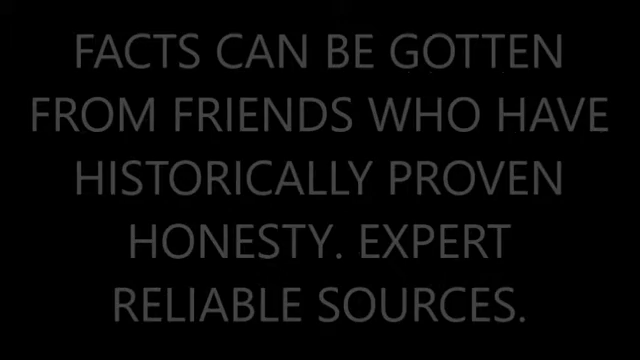 FACTS CAN BE GOTTEN
FROM FRIENDS WHO HAVE
HISTORICALLY PROVEN
HONESTY. EXPERT
RELIABLE SOURCES.